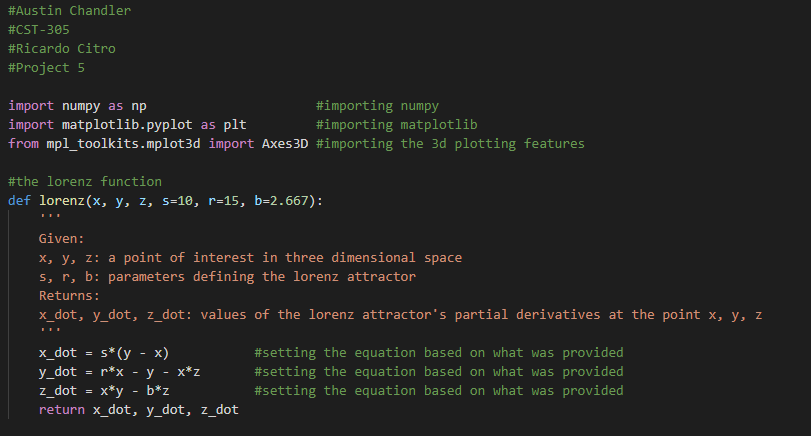 #Austin Chandler
#CST-305
#Ricardo Citro
#Project 5
import numpy as np #importing numpy
import matplotlib.pyplot as plt #importing matplotlib
from mpl_toolkits.mplot3d import Axes3D #importing the 3d plotting features
#the lorenz function
def lorenz(x, y, z, s=10, r=15, b=2.667):
'''
Given:
x, y, z: a point of interest in three dimensional space
s, r, b: parameters defining the lorenz attractor
Returns:
x_dot, y_dot, z_dot: values of the lorenz attractor's partial derivatives at the point x, y, z
'''
x_dot = s*(y - x) #setting the equation based on what was provided
y_dot = r*x - y - x*z #setting the equation based on what was provided
z_dot = x*y - b*z #setting the equation based on what was provided
return x_dot, y_dot, z_dot